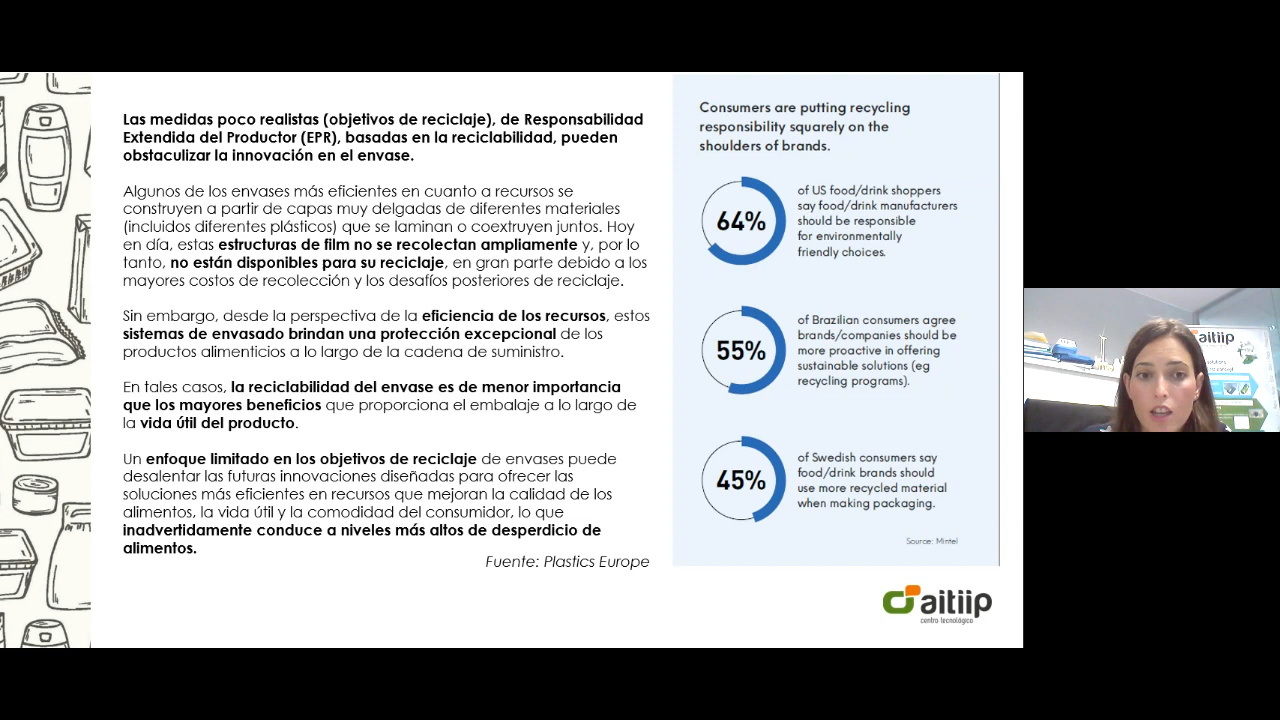 Las medidas poco realistas (objetivos de reciclaje), de Responsabilidad
Extendida del Productor (EPR), basadas en la reciclabilidad, pueden
obstaculizar la innovación en el envase.
Algunos de los envases más eficientes en cuanto a recursos se
construyen a partir de capas muy delgadas de diferentes materiales
(incluidos diferentes plásticos) que se laminan o coextruyen juntos. Hoy
en día, estas estructuras de film no se recolectan ampliamente y, por lo
tanto, no están disponibles para su reciclaje, en gran parte debido a los
mayores costos de recolección y los desafíos posteriores de reciclaje.
Sin embargo, desde la perspectiva de la eficiencia de los recursos, estos
sistemas de envasado brindan una protección excepcional de los
productos alimenticios a lo largo de la cadena de suministro.
En tales casos, la reciclabilidad del envase es de menor importancia
que los mayores beneficios que proporciona el embalaje a lo largo de
la vida útil del producto.
Un enfoque limitado en los objetivos de reciclaje de envases puede
desalentar las futuras innovaciones diseñadas para ofrecer las
soluciones más eficientes en recursos que mejoran la calidad de los
alimentos, la vida útil y la comodidad del consumidor, lo que
inadvertidamente conduce a niveles más altos de desperdicio de
alimentos.
Fuente: Plastics Europe
Consumers are putting recycling
responsibility squarely on the
shoulders of brands.
64%
of US food/drink shoppers
say food/drink manufacturers
should be responsible
for environmentally
friendly choices.
55%
of Brazilian consumers agree
brands/companies should be
more proactive in offering
sustainable solutions (eg
recycling programs).
45%
of Swedish consumers say
food/drink brands should
use more recycled material
when making packaging.
Source: Mintel
aitiip
centro tecnológico
aitiip